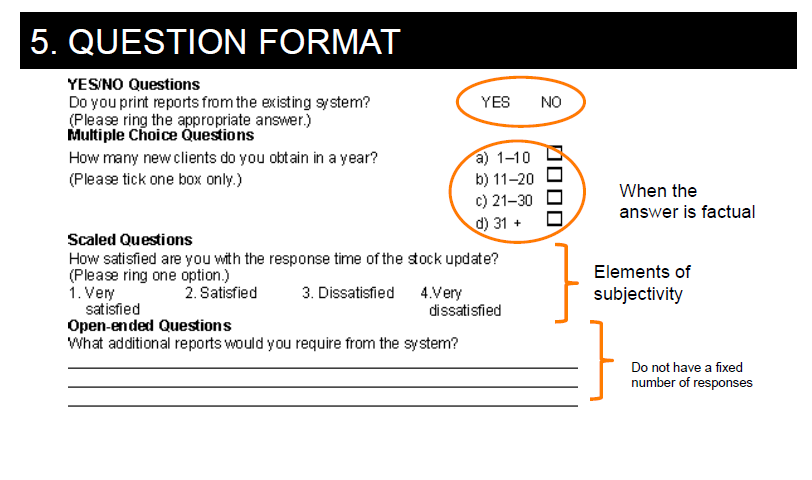 5. QUESTION FORMAT
YES/NO Questions
Do you print reports from the existing system?
(Please ring the appropriate answer.)
YES NO
Multiple Choice Questions
How many new clients do you obtain in a year?
(Please tick one box only.)
a) 1–10
b) 11–20
c) 21–30
d) 31 +
When the
answer is factual
Scaled Questions
How satisfied are you with the response time of the stock update?
(Please ring one option.)
1. Very 2. Satisfied 3. Dissatisfied 4.Very
satisfied dissatisfied
Elements of
subjectivity
Open-ended Questions
What additional reports would you require from the system?
Do not have a fixed
number of responses